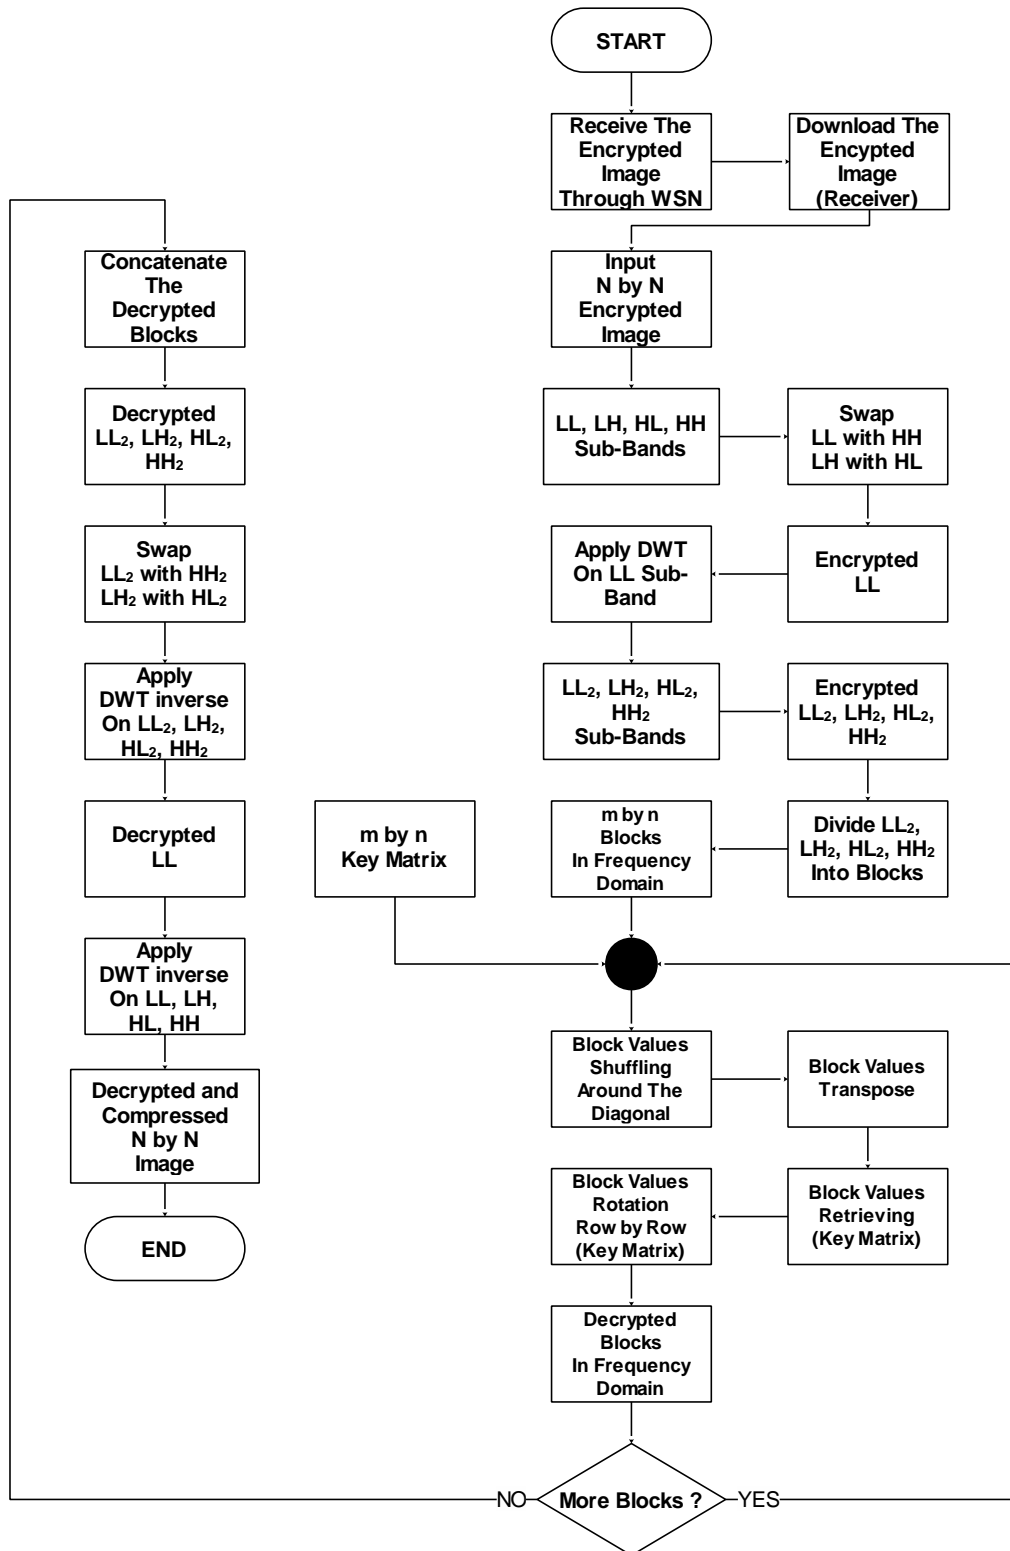 START
Receive The
Encrypted
Image
Through WSN
Download The
Encypted
Image
(Receiver)
Input
N by N
Encrypted
Image
LL, LH, HL, HH
Sub-Bands
Swap
LL with HH
LH with HL
Encrypted
LL
Apply DWT
On LL Sub-
Band
LL₂, LH₂, HL₂,
HH₂
Sub-Bands
Encrypted
LL₂, LH₂, HL₂,
HH₂
Divide LL₂,
LH₂, HL₂, HH₂
Into Blocks
m by n
Blocks
In Frequency
Domain
m by n
Key Matrix
Block Values
Shuffling
Around The
Diagonal
Block Values
Transpose
Block Values
Retrieving
(Key Matrix)
Block Values
Rotation
Row by Row
(Key Matrix)
Decrypted
Blocks
In Frequency
Domain
More Blocks ?
YES
NO
Concatenate
The
Decrypted
Blocks
Decrypted
LL₂, LH₂, HL₂,
HH₂
Swap
LL₂ with HH₂
LH₂ with HL₂
Apply
DWT inverse
On LL₂, LH₂,
HL₂, HH₂
Decrypted
LL
Apply
DWT inverse
On LL, LH,
HL, HH
Decrypted and
Compressed
N by N
Image
END